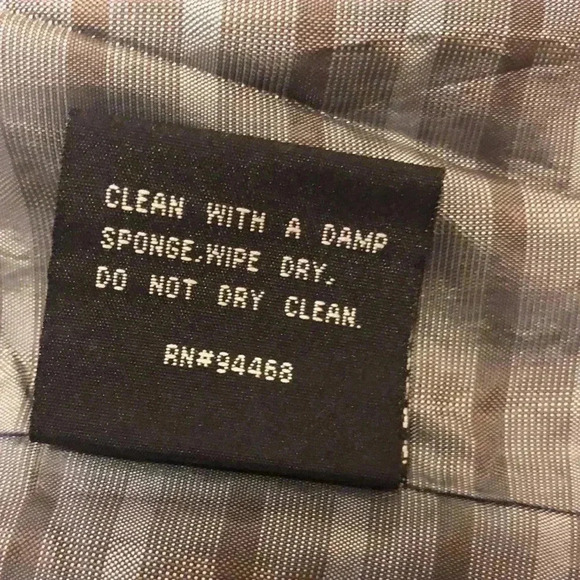 CLEAN WITH A DAMP
SPONGE.WIPE DRY.
DO NOT DRY CLEAN.
RN#94468